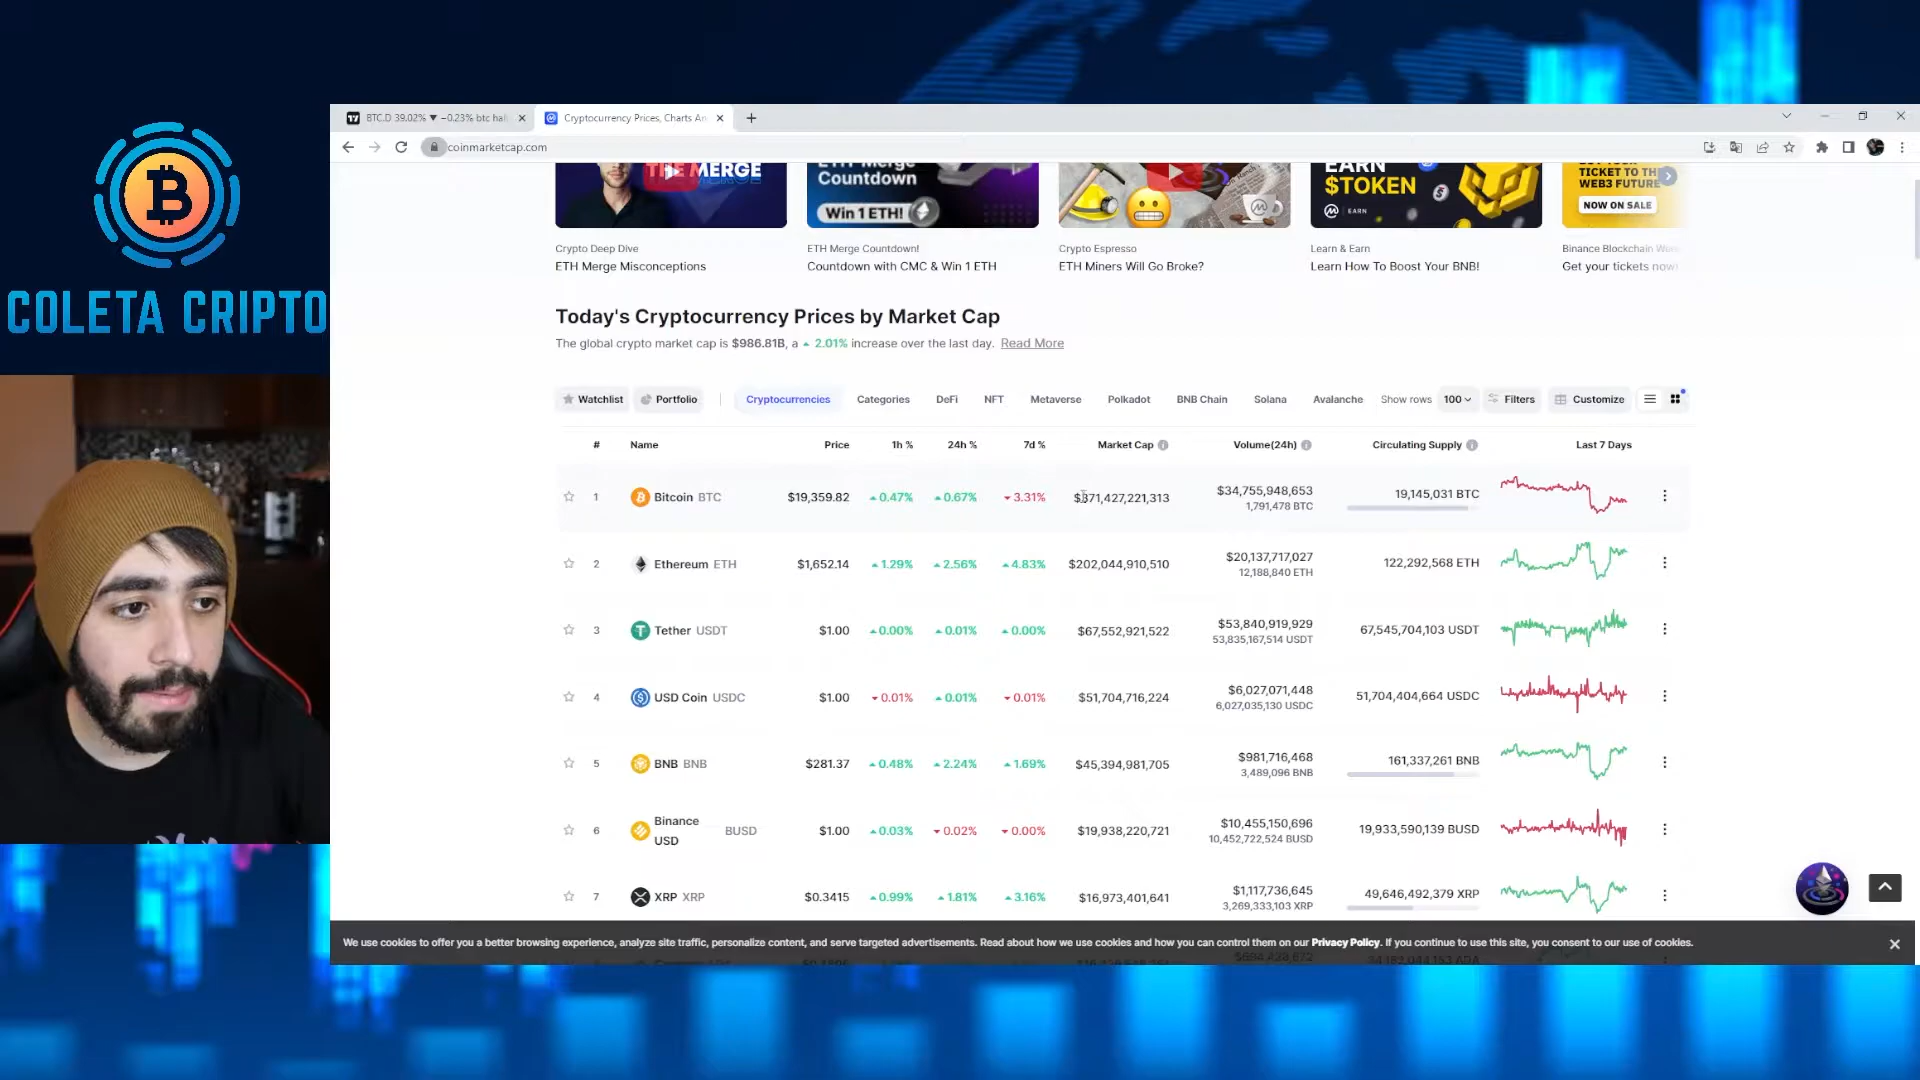 COLETA CRIPTO
BTC.D 39.02% ▼ −0.23% btc hal
Cryptocurrency Prices, Charts An
coinmarketcap.com
THE MERGE
ETH Merge
Countdown
Win 1 ETH!
EARN
$TOKEN
EARN
TICKET TO THE
WEB3 FUTURE
NOW ON SALE
Crypto Deep Dive
ETH Merge Misconceptions
ETH Merge Countdown!
Countdown with CMC & Win 1 ETH
Crypto Espresso
ETH Miners Will Go Broke?
Learn & Earn
Learn How To Boost Your BNB!
Binance Blockchain
Get your tickets now!
Today's Cryptocurrency Prices by Market Cap
The global crypto market cap is $986.81B, a ▲ 2.01% increase over the last day. Read More
Watchlist Portfolio Cryptocurrencies Categories DeFi NFT Metaverse Polkadot BNB Chain Solana Avalanche Show rows 100 Filters Customize
# Name Price 1h % 24h % 7d % Market Cap Volume(24h) Circulating Supply Last 7 Days
1 Bitcoin BTC $19,359.82 ▲0.47% ▲0.67% ▼3.31% $371,427,221,313 $34,755,948,653 19,145,031 BTC
1,791,478 BTC
2 Ethereum ETH $1,652.14 ▲1.29% ▲2.56% ▲4.83% $202,044,910,510 $20,137,717,027 122,292,568 ETH
12,188,840 ETH
3 Tether USDT $1.00 ▲0.00% ▲0.01% ▲0.00% $67,552,921,522 $53,840,919,929 67,545,704,103 USDT
53,835,167,514 USDT
4 USD Coin USDC $1.00 ▼0.01% ▲0.01% ▼0.01% $51,704,716,224 $6,027,071,448 51,704,404,664 USDC
6,027,035,130 USDC
5 BNB BNB $281.37 ▲0.48% ▲2.24% ▲1.69% $45,394,981,705 $981,716,468 161,337,261 BNB
3,489,096 BNB
6 Binance USD BUSD $1.00 ▲0.03% ▼0.02% ▼0.00% $19,938,220,721 $10,455,150,696 19,933,590,139 BUSD
10,452,722,524 BUSD
7 XRP XRP $0.3415 ▲0.99% ▲1.81% ▲3.16% $16,973,401,641 $1,117,736,645 49,646,492,379 XRP
3,269,333,103 XRP
We use cookies to offer you a better browsing experience, analyze site traffic, personalize content, and serve targeted advertisements. Read about how we use cookies and how you can control them on our Privacy Policy. If you continue to use this site, you consent to our use of cookies.